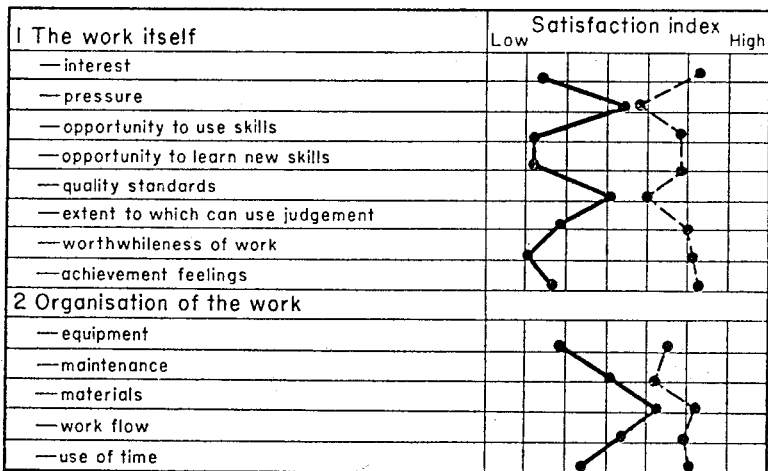 Satisfaction index
1 The work itself
Low
High
—interest
—pressure
—opportunity to use skills
—opportunity to learn new skills
—quality standards
—extent to which can use judgement
—worthwhileness of work
—achievement feelings
2 Organisation of the work
—equipment
—maintenance
—materials
—work flow
—use of time